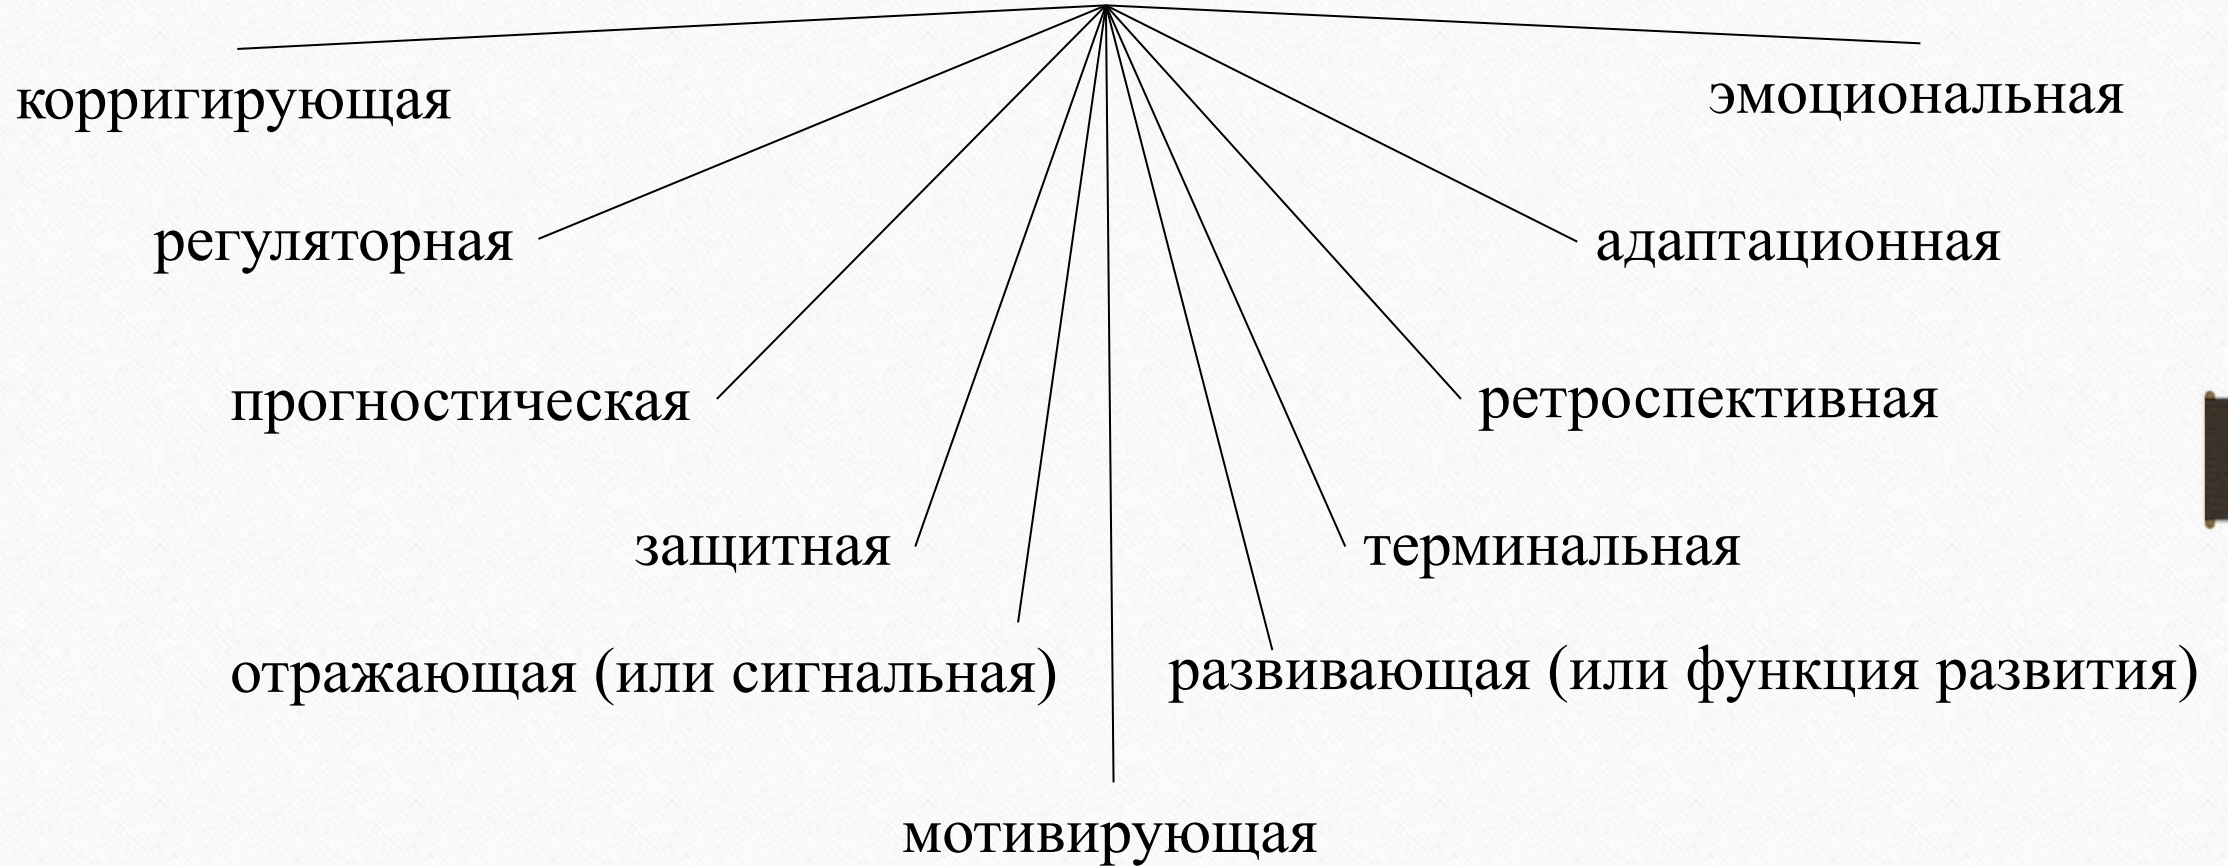 корригирующая
эмоциональная
регуляторная
адаптационная
прогностическая
ретроспективная
защитная
терминальная
отражающая (или сигнальная)
развивающая (или функция развития)
мотивирующая